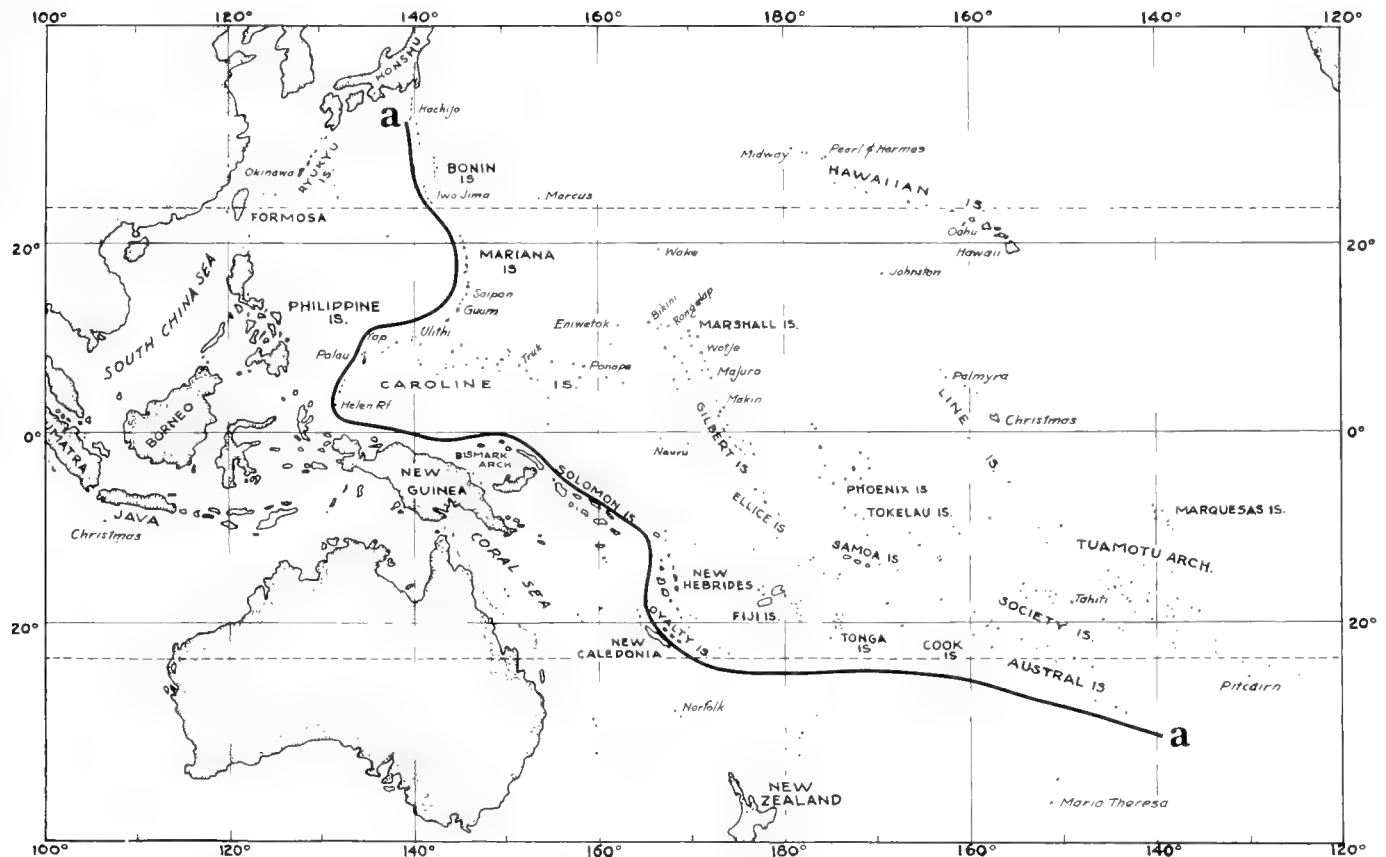 100° 120° 140° 160° 180° 160° 140° 120°
HONSHU
Hachijo
a
Midway
Pearl & Hermes
HAWAIIAN
IS.
Okinawa
RYUKYU
IS.
BONIN
IS
Iwo Jima
Marcus
FORMOSA
Oahu
Hawaii
20°
20°
MARIANA
IS
Wake
Johnston
SOUTH CHINA SEA
Saipan
Guam
PHILIPPINE
IS.
Bikini
Rongelap
Eniwetok
MARSHALL IS.
Yap
Ulithi
Wotje
Palau
Truk
Ponape
Majuro
CAROLINE IS.
Palmyra
Helen Rf
Makin
LINE
IS
Christmas
BORNEO
UMATRA
0°
0°
GILBERT IS
BISMARK
ARCH
Nauru
NEW
GUINEA
SOLOMON IS.
PHOENIX IS
ELLICE IS
TOKELAU IS.
MARQUESAS IS.
JAVA
Christmas
CORAL SEA
SAMOA IS
TUAMOTU ARCH.
NEW
HEBRIDES
FIJI IS.
Tahiti
SOCIETY IS.
OYALTY IS
20°
20°
NEW
CALEDONIA
TONGA
IS
COOK
IS
AUSTRAL IS
Pitcairn
Norfolk
a
NEW
ZEALAND
Maria Theresa
100° 120° 140° 160° 180° 160° 140° 120°